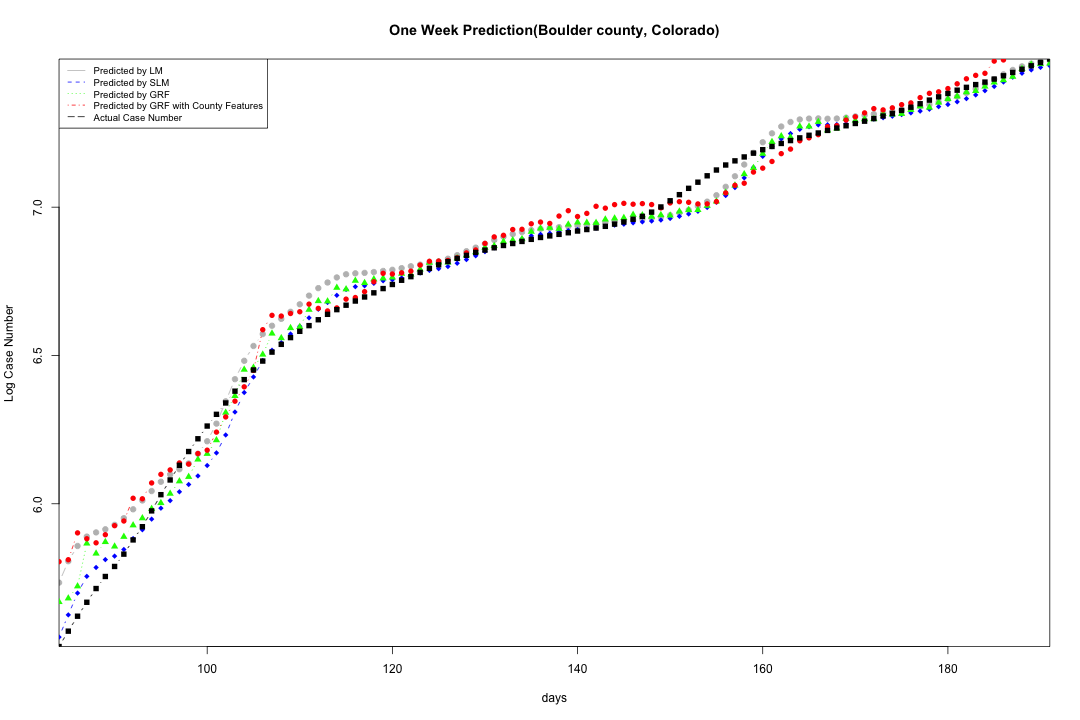 One Week Prediction(Boulder county, Colorado)
Predicted by LM
Predicted by SLM
Predicted by GRF
Predicted by GRF with County Features
Actual Case Number
7.0
6.5
6.0
Log Case Number
100 120 140 160 180
days